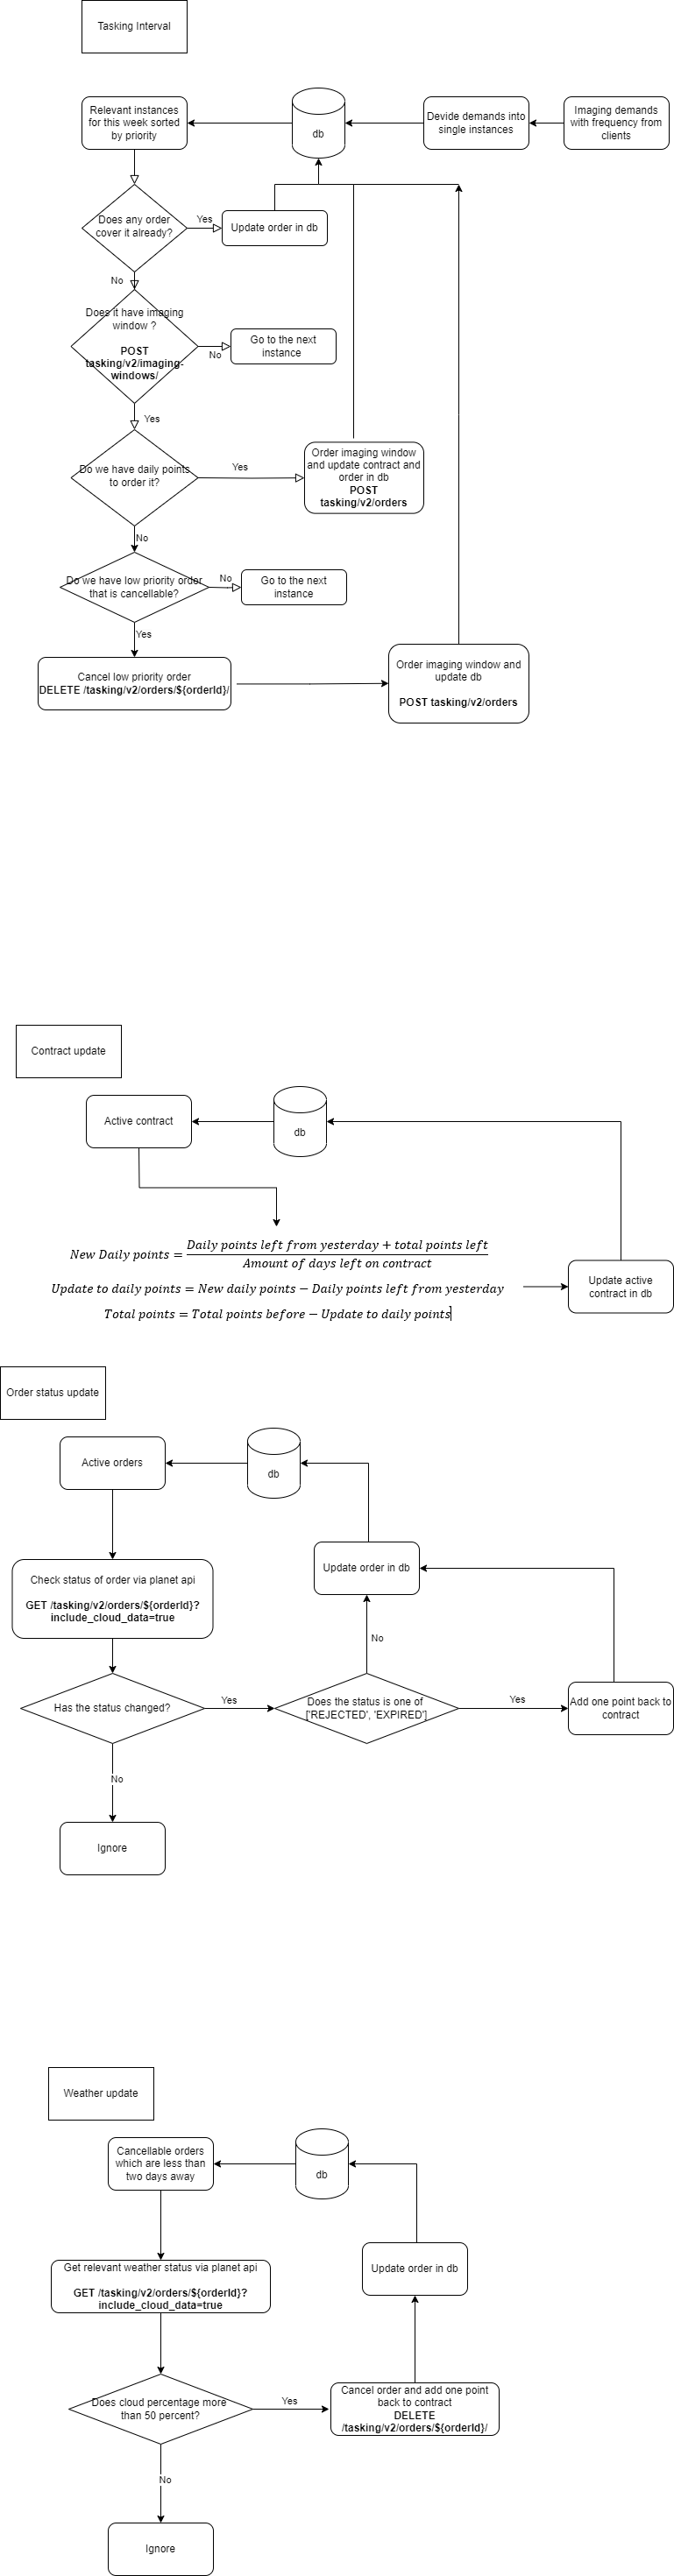 Tasking Interval
Relevant instances
for this week sorted
by priority
db
Devide demands into
single instances
Imaging demands
with frequency from
clients
Does any order
cover it already?
Yes
Update order in db
No
Does it have imaging
window ?
POST
tasking/v2/imaging-
windows/
No
Go to the next
instance
Yes
Do we have daily points
to order it?
Yes
Order imaging window
and update contract and
order in db
POST
tasking/v2/orders
No
Do we have low priority order
that is cancellable?
No
Go to the next
instance
Yes
Cancel low priority order
DELETE /tasking/v2/orders/${orderId}/
Order imaging window and
update db
POST tasking/v2/orders
Contract update
Active contract
db
New Daily points = Daily points left from yesterday + total points left
Amount of days left on contract
Update to daily points = New daily points − Daily points left from yesterday
Total points = Total points before − Update to daily points
Update active
contract in db
Order status update
Active orders
db
Check status of order via planet api
GET /tasking/v2/orders/${orderId}?
include_cloud_data=true
Update order in db
No
Has the status changed?
Yes
Does the status is one of
['REJECTED', 'EXPIRED']
Yes
Add one point back to
contract
No
Ignore
Weather update
Cancellable orders
which are less than
two days away
db
Get relevant weather status via planet api
GET /tasking/v2/orders/${orderId}?
include_cloud_data=true
Update order in db
Does cloud percentage more
than 50 percent?
Yes
Cancel order and add one point
back to contract
DELETE
/tasking/v2/orders/${orderId}/
No
Ignore